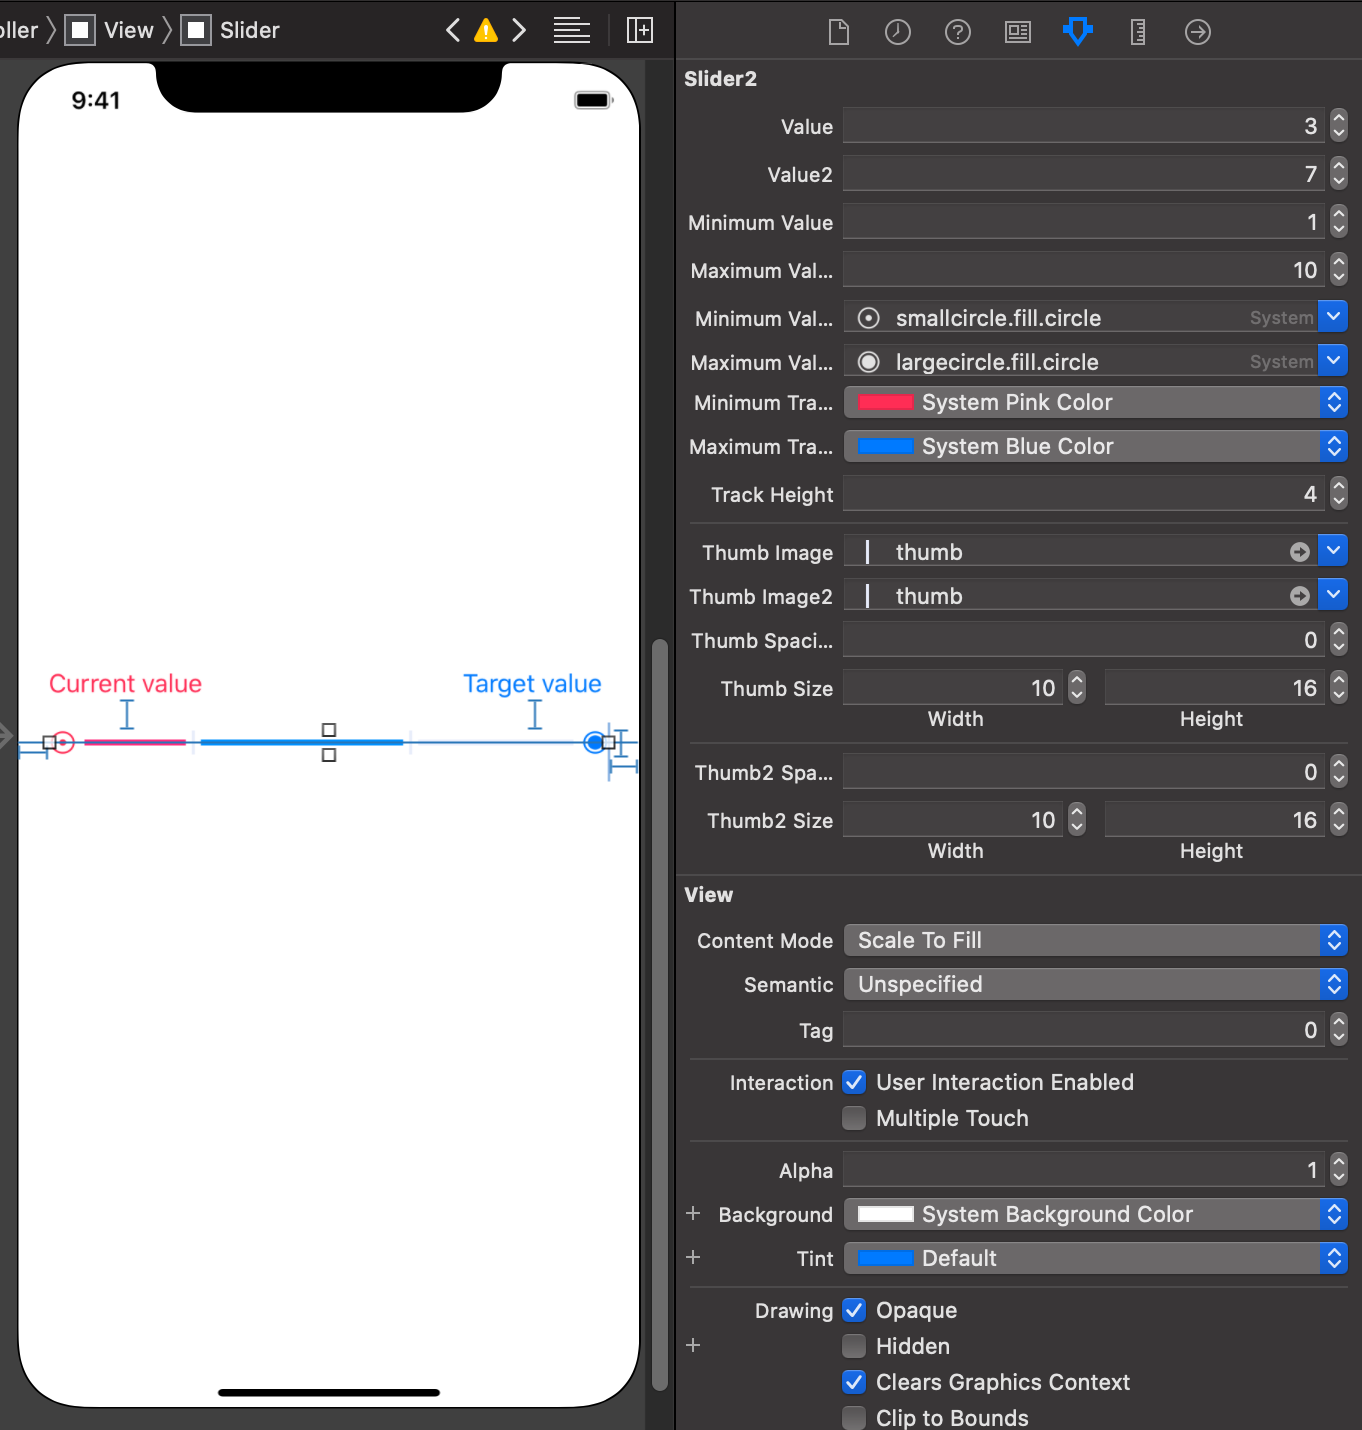 oller
View
Slider
9:41
Current value
Target value
Slider2
Value 3
Value2 7
Minimum Value 1
Maximum Val... 10
Minimum Val... smallcircle.fill.circle System
Maximum Val... largecircle.fill.circle System
Minimum Tra... System Pink Color
Maximum Tra... System Blue Color
Track Height 4
Thumb Image thumb
Thumb Image2 thumb
Thumb Spaci... 0
Thumb Size 10 16
Width Height
Thumb2 Spa... 0
Thumb2 Size 10 16
Width Height
View
Content Mode Scale To Fill
Semantic Unspecified
Tag 0
Interaction User Interaction Enabled
Multiple Touch
Alpha 1
+ Background System Background Color
+ Tint Default
Drawing Opaque
+ Hidden
Clears Graphics Context
Clip to Bounds